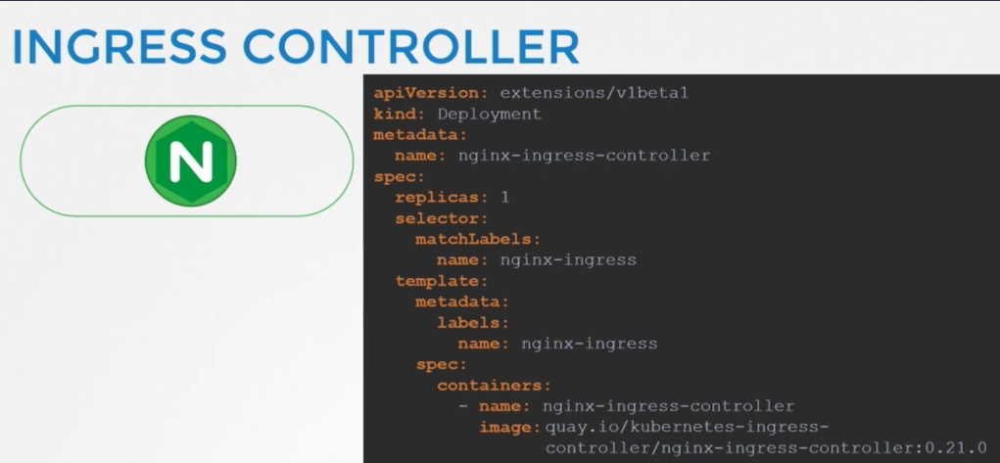 INGRESS CONTROLLER
N
apiVersion: extensions/v1beta1
kind: Deployment
metadata:
  name: nginx-ingress-controller
spec:
  replicas: 1
  selector:
    matchLabels:
      name: nginx-ingress
  template:
    metadata:
      labels:
        name: nginx-ingress
    spec:
      containers:
        - name: nginx-ingress-controller
          image: quay.io/kubernetes-ingress-
                controller/nginx-ingress-controller:0.21.0